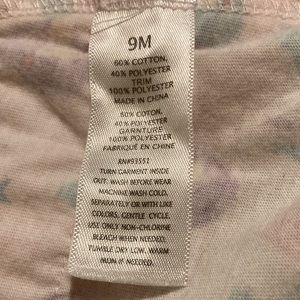 9M
60% COTTON,
40% POLYESTER
TRIM
100% POLYESTER
MADE IN CHINA
60% COTON,
40% POLYESTER
GARNITURE
100% POLYESTER
FABRIQUÉ EN CHINE
RN#93551
TURN GARMENT INSIDE
OUT. WASH BEFORE WEAR
MACHINE WASH COLD.
SEPARATELY OR WITH LIKE
COLORS, GENTLE CYCLE.
USE ONLY NON-CHLORINE
BLEACH WHEN NEEDED.
TUMBLE DRY LOW. WARM
IRON IF NEEDED.